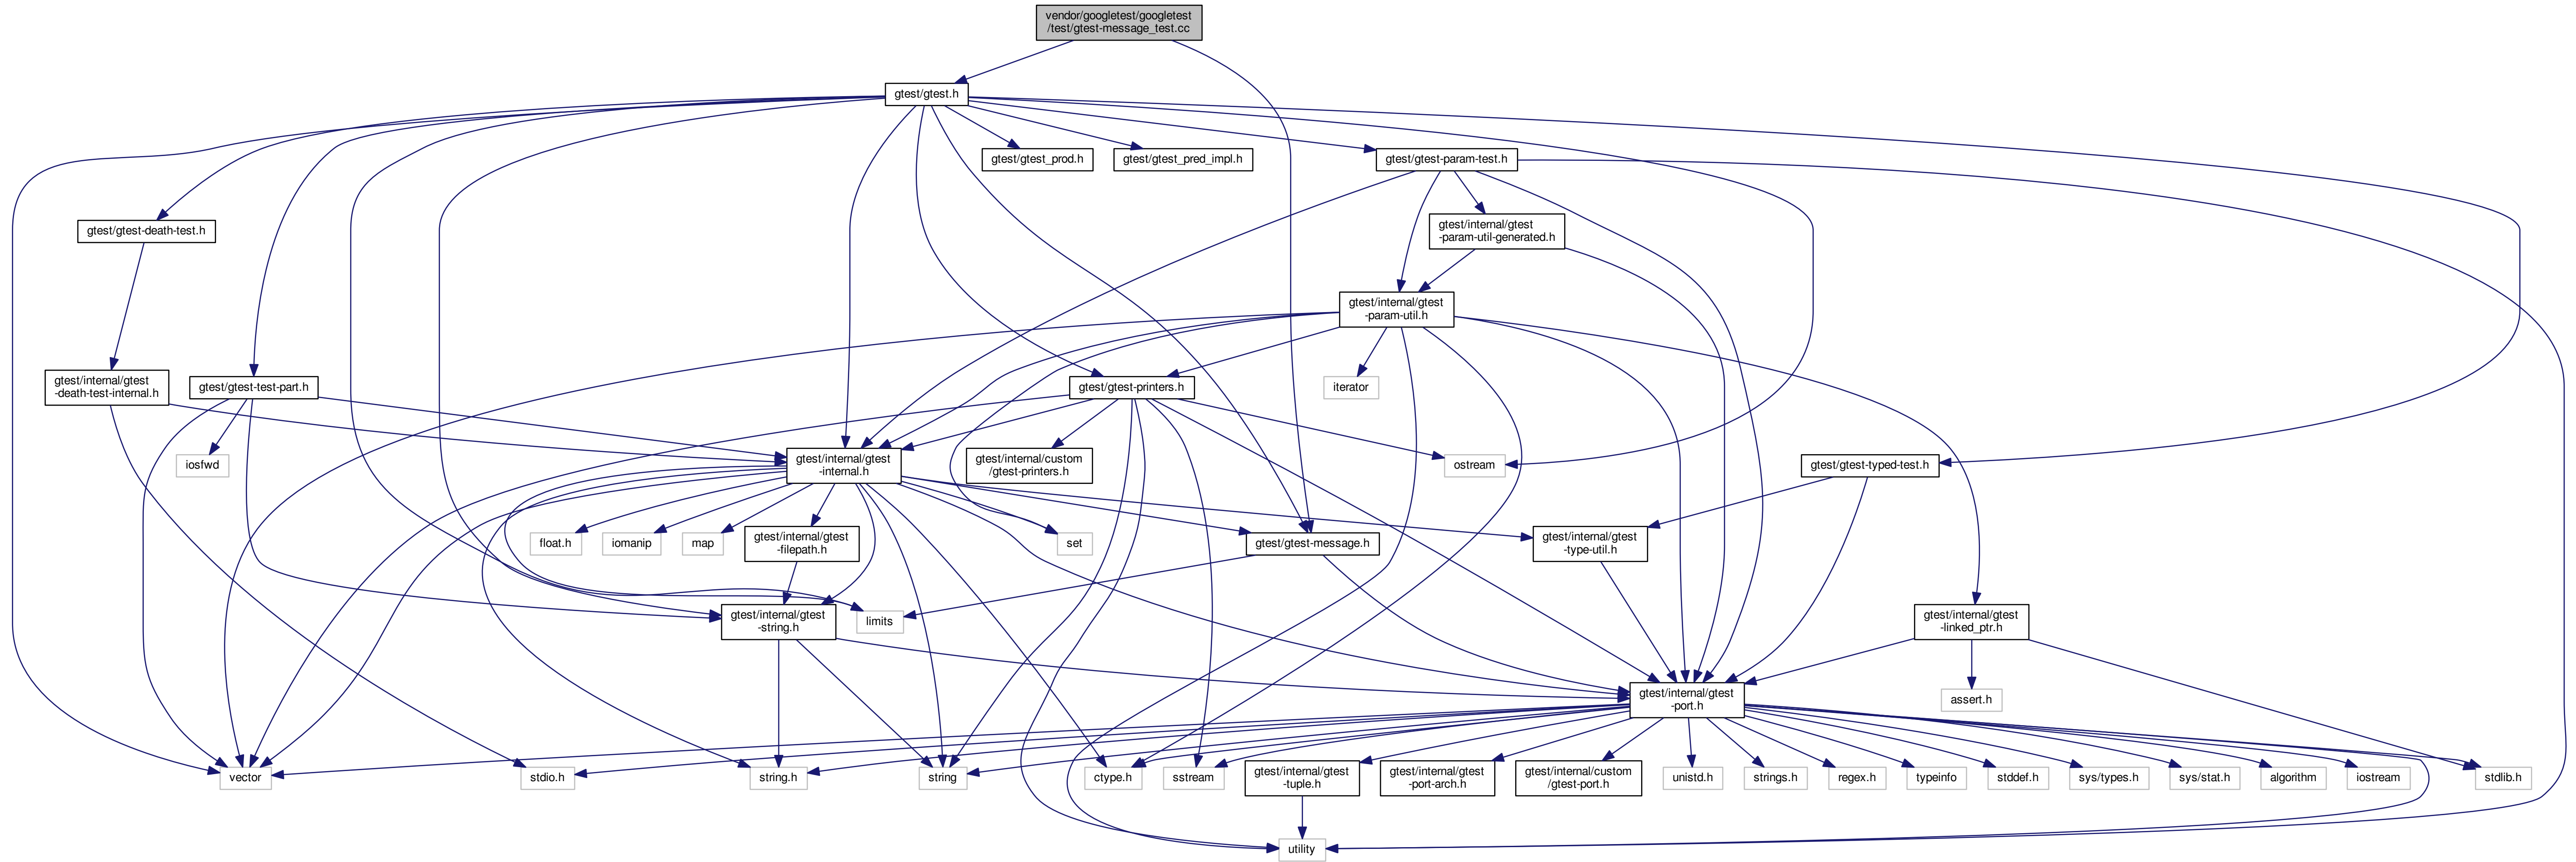 vendor/googletest/googletest
/test/gtest-message_test.cc
gtest/gtest.h
gtest/gtest_prod.h
gtest/gtest_pred_impl.h
gtest/gtest-param-test.h
gtest/gtest-death-test.h
gtest/internal/gtest
-param-util-generated.h
gtest/internal/gtest
-param-util.h
gtest/internal/gtest
-death-test-internal.h
gtest/gtest-test-part.h
gtest/gtest-printers.h
iterator
iosfwd
gtest/internal/gtest
-internal.h
gtest/internal/custom
/gtest-printers.h
ostream
gtest/gtest-typed-test.h
float.h
iomanip
map
gtest/internal/gtest
-filepath.h
set
gtest/gtest-message.h
gtest/internal/gtest
-type-util.h
gtest/internal/gtest
-string.h
limits
gtest/internal/gtest
-linked_ptr.h
gtest/internal/gtest
-port.h
assert.h
vector
stdio.h
string.h
string
ctype.h
sstream
gtest/internal/gtest
-tuple.h
gtest/internal/gtest
-port-arch.h
gtest/internal/custom
/gtest-port.h
unistd.h
strings.h
regex.h
typeinfo
stddef.h
sys/types.h
sys/stat.h
algorithm
iostream
stdlib.h
utility